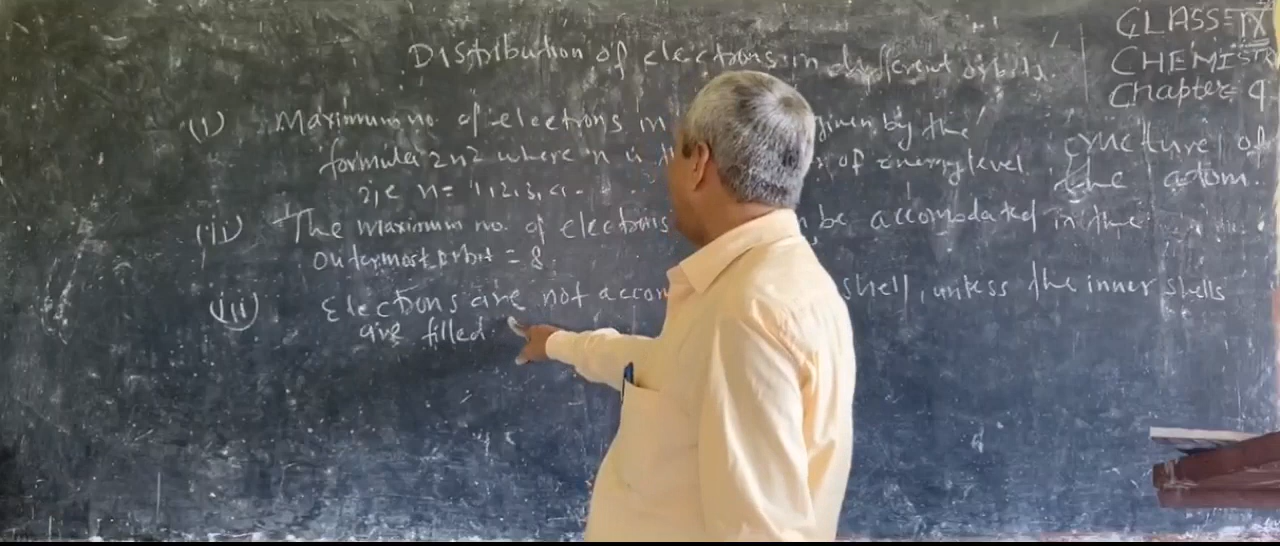 CLASS-IX
CHEMISTR
Chapter-4
structure of
the atom.
Distribution of electrons in different orbits.
(i) Maximum no. of electrons in given by the
formula 2n2 where n is of energy level
i,e n= 1,2,3,4.
(ii) The maximum no. of electrons be accomodated in the
outermost orbit = 8.
(iii) Electrons are not accom shell, unless the inner shells
are filled.